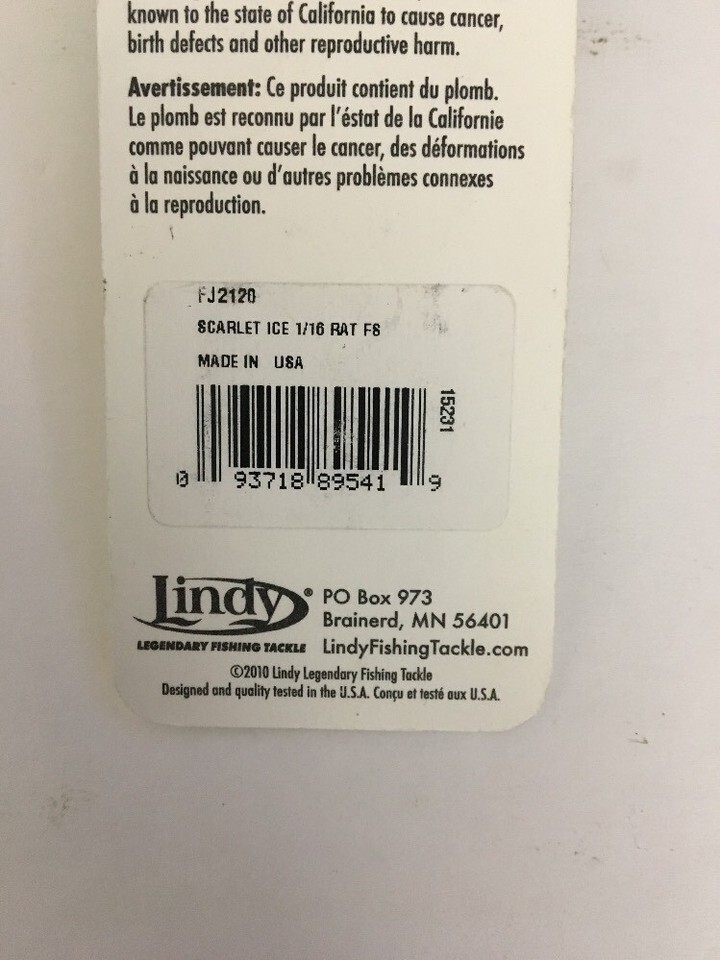 known to the state of California to cause cancer,
birth defects and other reproductive harm.
Avertissement: Ce produit contient du plomb.
Le plomb est reconnu par l'éstat de la Californie
comme pouvant causer le cancer, des déformations
à la naissance ou d'autres problèmes connexes
à la reproduction.
FJ2120
SCARLET ICE 1/16 RAT FS
MADE IN USA
15231
0 93718 89541 9
Lindy®
LEGENDARY FISHING TACKLE
PO Box 973
Brainerd, MN 56401
LindyFishingTackle.com
©2010 Lindy Legendary Fishing Tackle
Designed and quality tested in the U.S.A. Conçu et testé aux U.S.A.